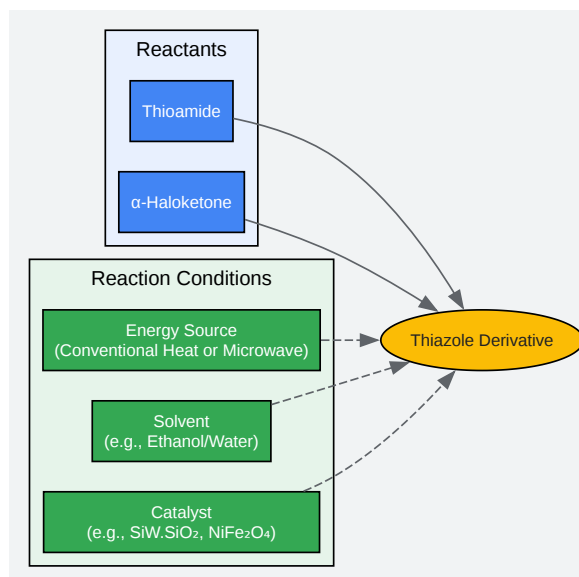 Reactants
Thioamide
α-Haloketone
Reaction Conditions
Energy Source
(Conventional Heat or Microwave)
Thiazole Derivative
Solvent
(e.g., Ethanol/Water)
Catalyst
(e.g., SiW.SiO₂, NiFe₂O₄)